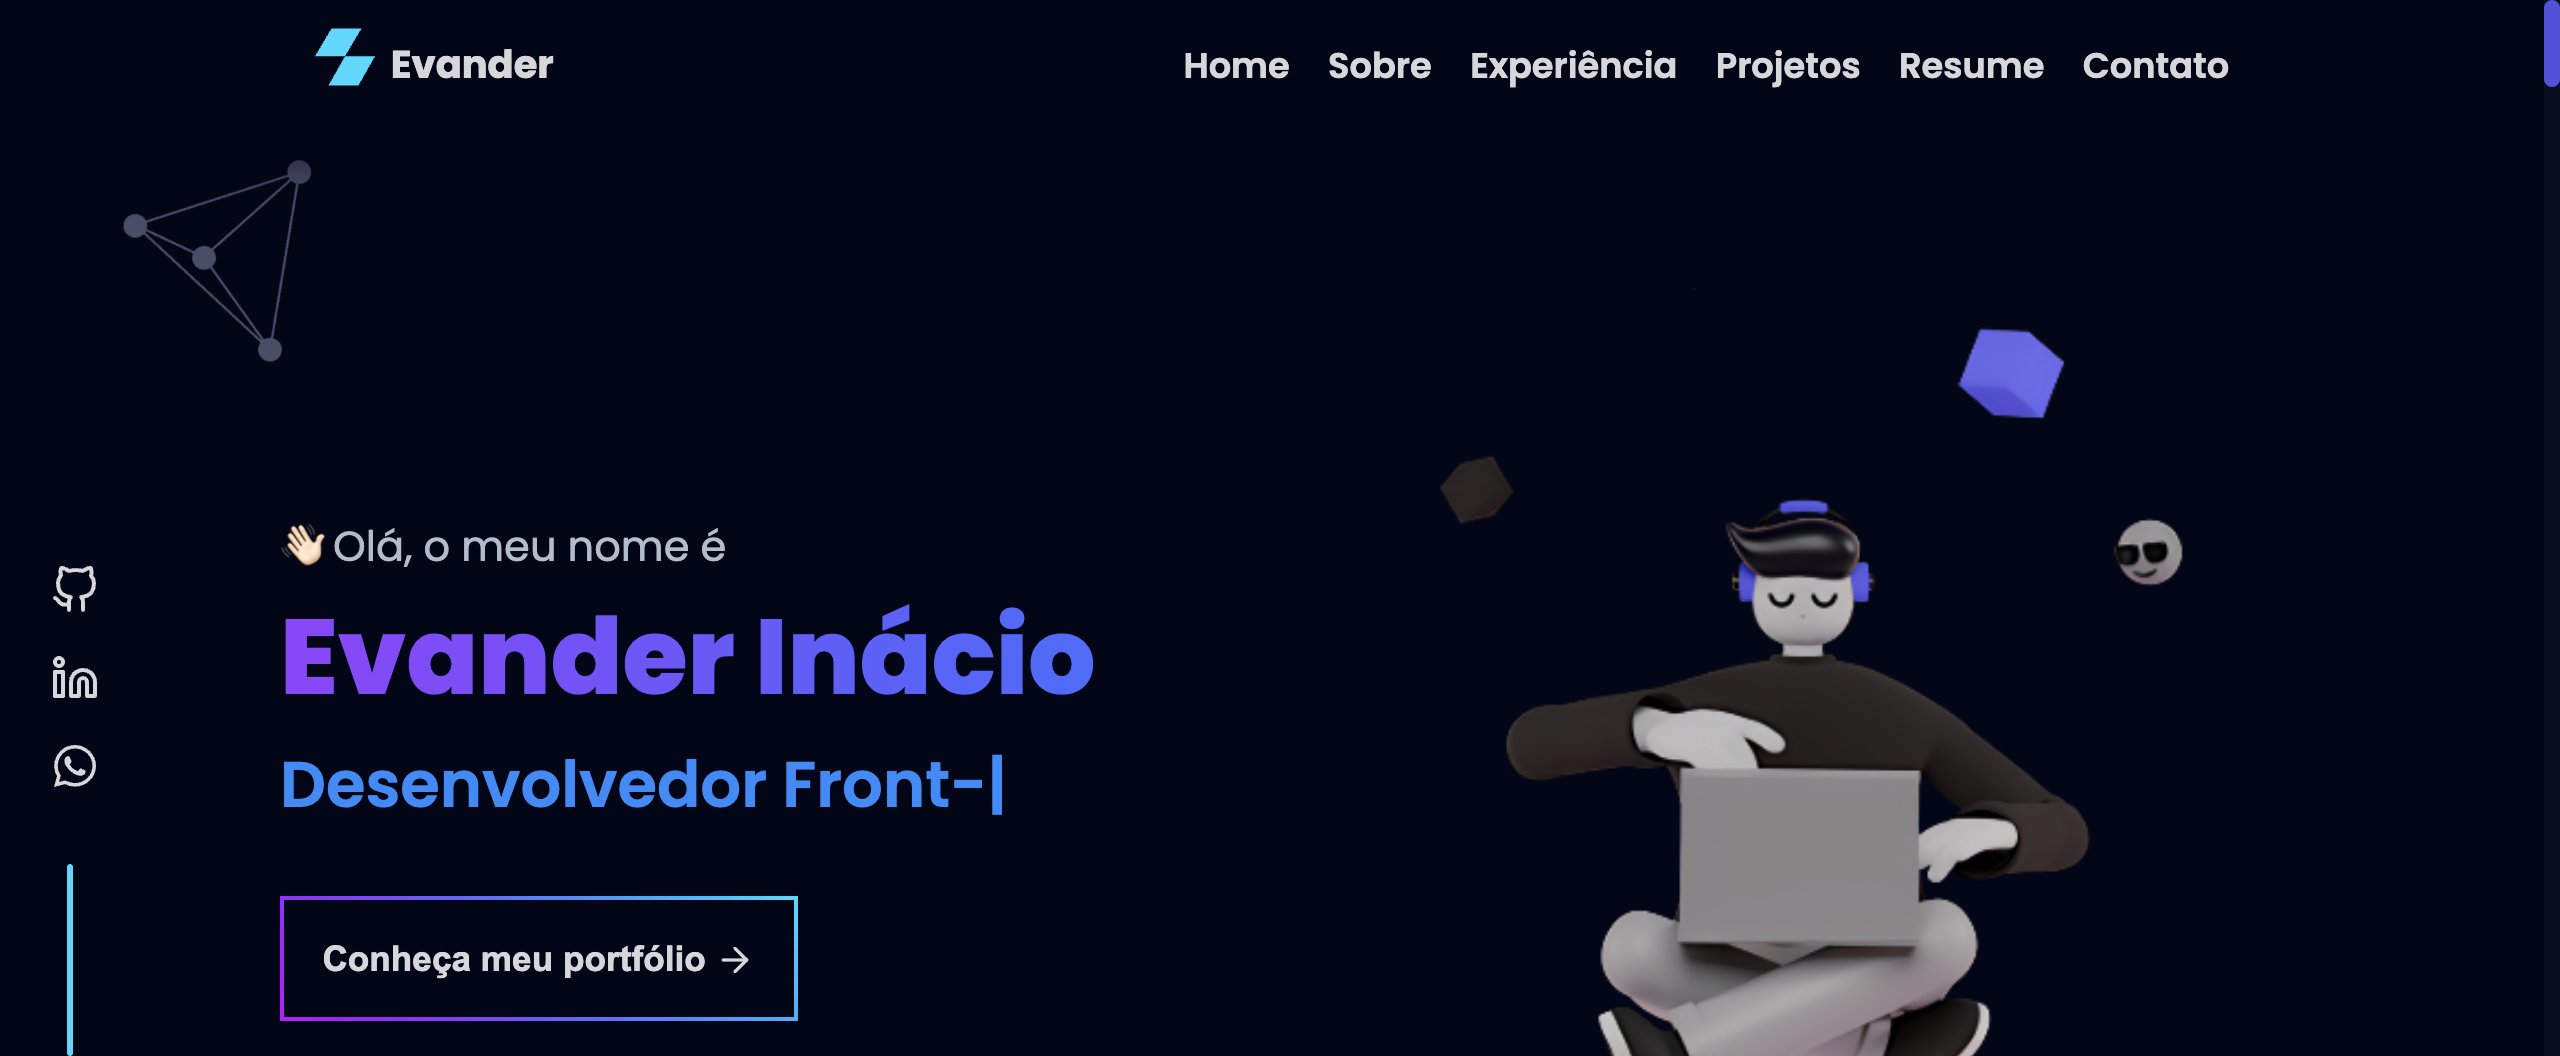 Evander
Home Sobre Experiência Projetos Resume Contato
👋🏻 Olá, o meu nome é
Evander Inácio
Desenvolvedor Front-|
Conheça meu portfólio →